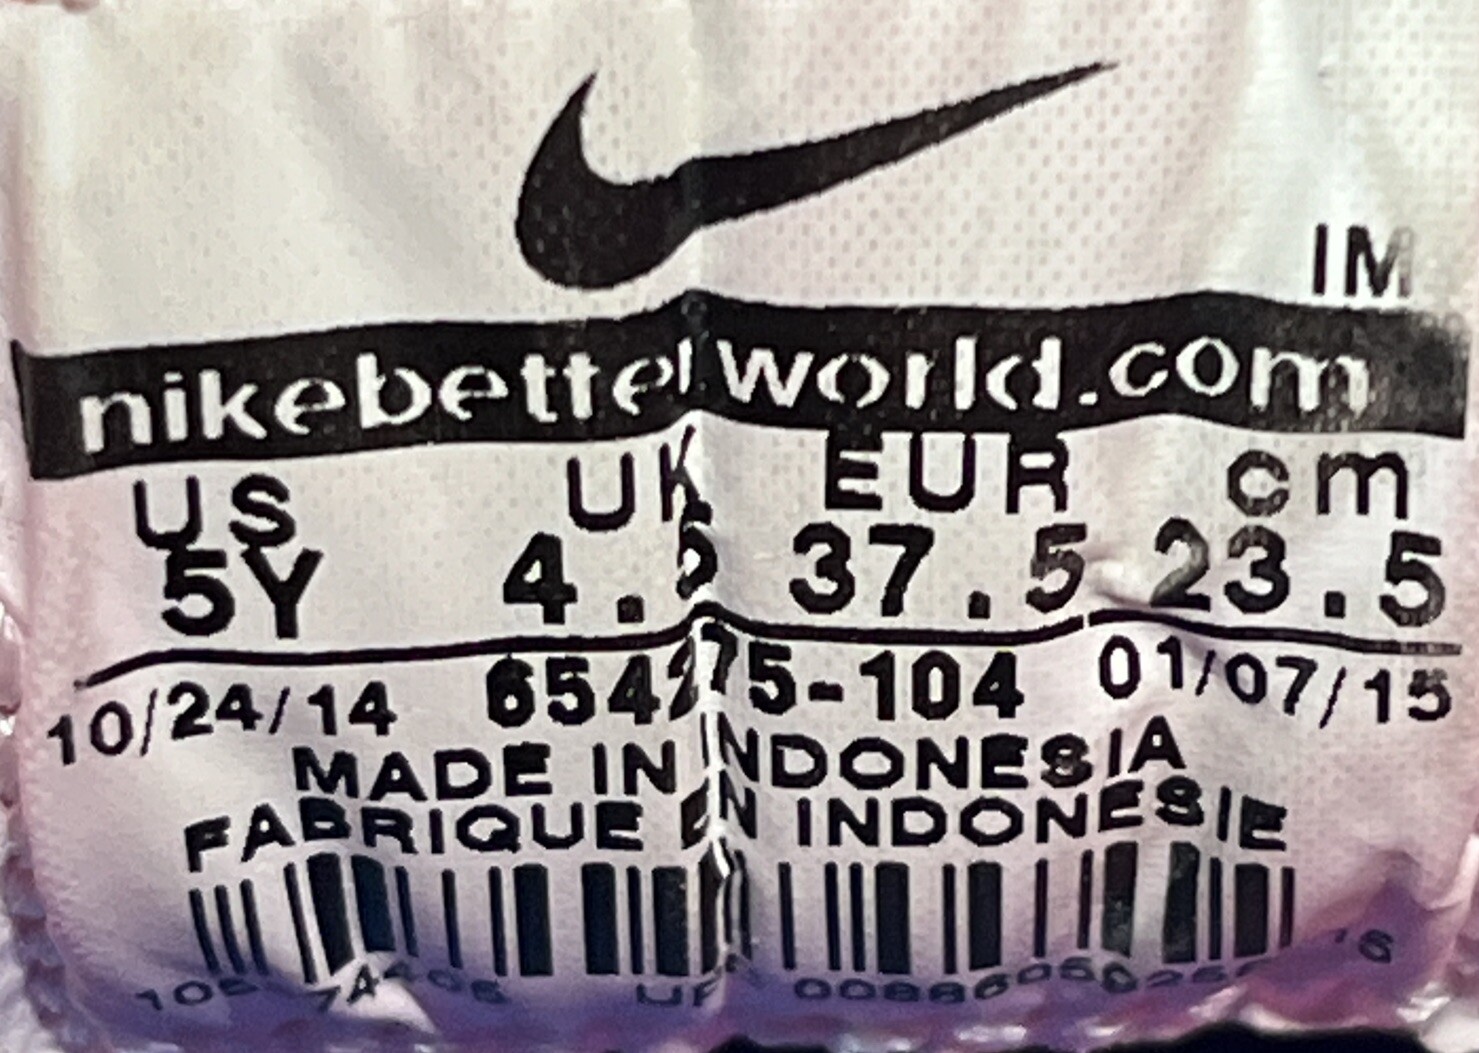 IM
nikebetterworld.com
US UK EUR cm
5Y 4.5 37.5 23.5
10/24/14 654275-104 01/07/15
MADE IN INDONESIA
FABRIQUE EN INDONESIE